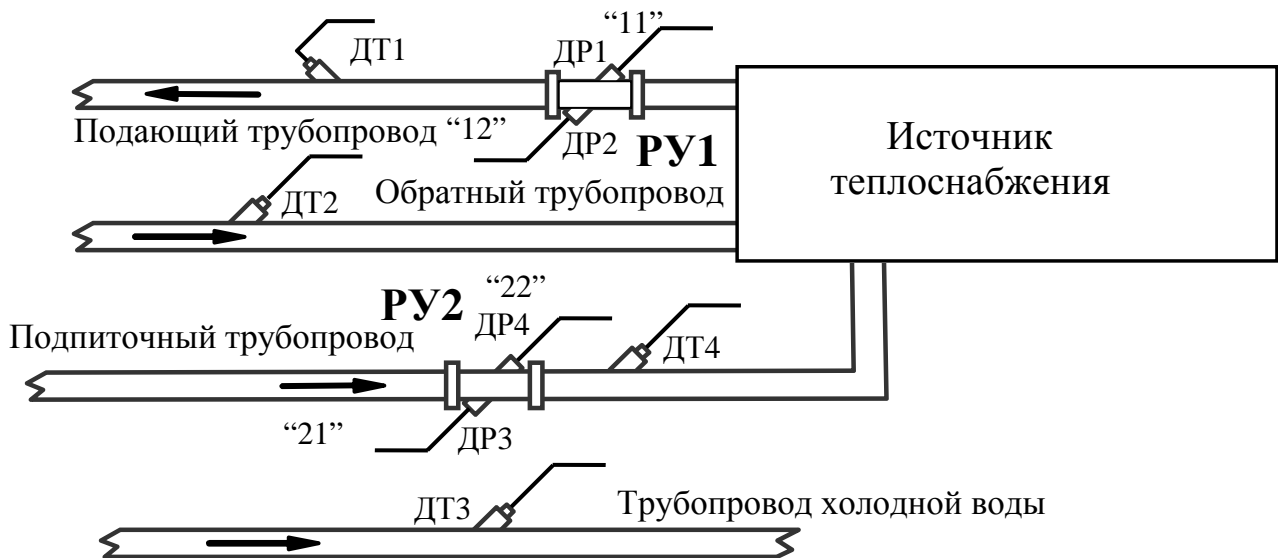 “11”
ДТ1
ДР1
Подающий трубопровод “12”
ДР2
РУ1
Источник
теплоснабжения
ДТ2
Обратный трубопровод
РУ2
“22”
ДР4
Подпиточный трубопровод
ДТ4
“21”
ДР3
ДТ3
Трубопровод холодной воды